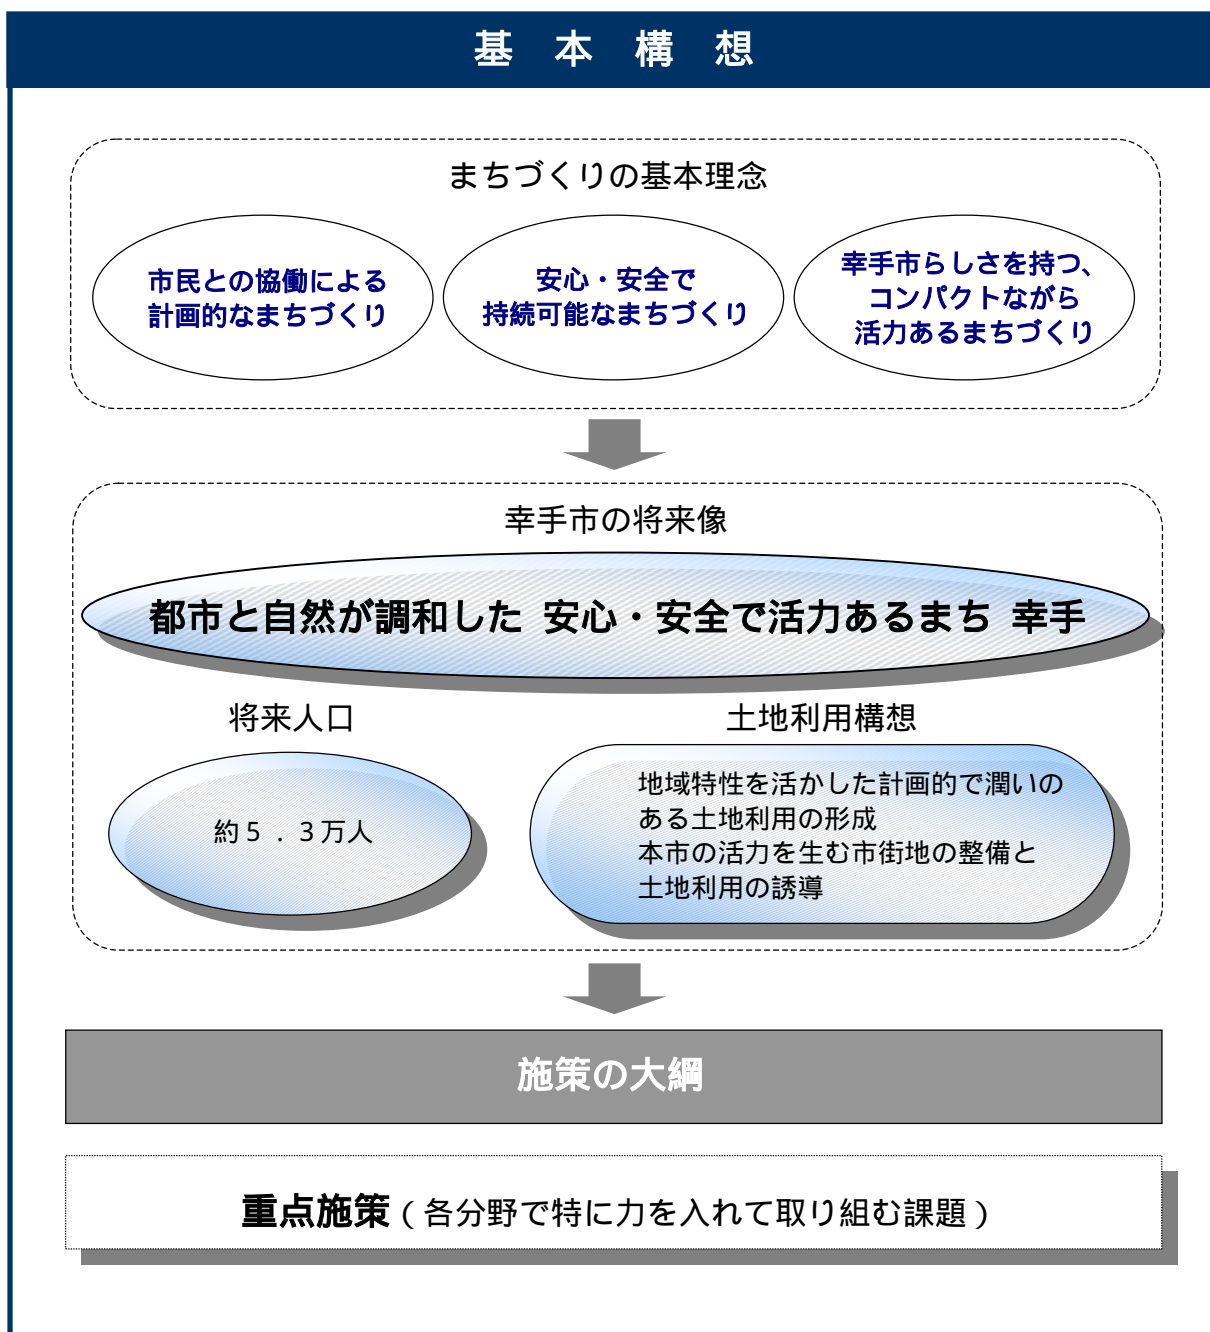 基　本　構　想
まちづくりの基本理念
市民との協働による
計画的なまちづくり
安心・安全で
持続可能なまちづくり
幸手市らしさを持つ、
コンパクトながら
活力あるまちづくり
幸手市の将来像
都市と自然が調和した 安心・安全で活力あるまち 幸手
将来人口
約５．３万人
土地利用構想
地域特性を活かした計画的で潤いの
ある土地利用の形成
本市の活力を生む市街地の整備と
土地利用の誘導
施策の大綱
重点施策（各分野で特に力を入れて取り組む課題）